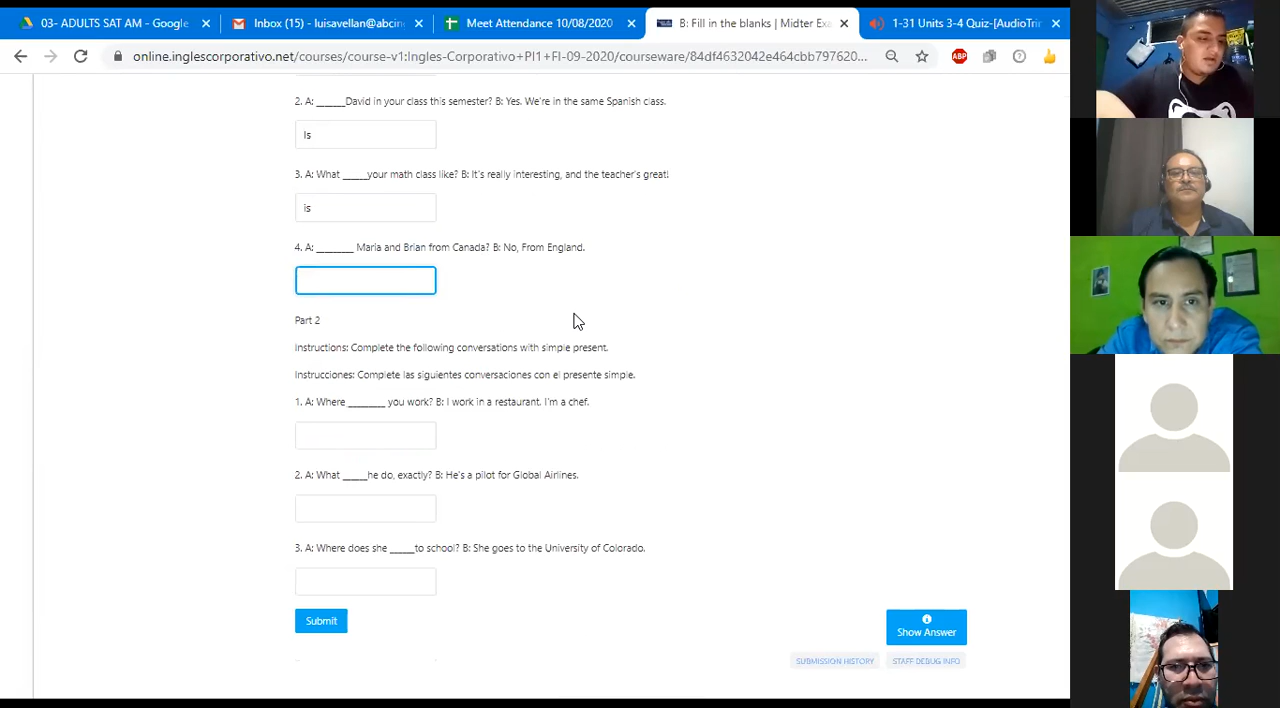 03- ADULTS SAT AM - Google
Inbox (15) - luisavellan@abcin
Meet Attendance 10/08/2020
B: Fill in the blanks | Midter Exa
1-31 Units 3-4 Quiz-[AudioTrin
online.inglescorporativo.net/courses/course-v1:Ingles-Corporativo+PI1+FI-09-2020/courseware/84df4632042e464cbb797620...
ABP
2. A: ______David in your class this semester? B: Yes. We're in the same Spanish class.
Is
3. A: What _____your math class like? B: It's really interesting, and the teacher's great!
is
4. A: ________ Maria and Brian from Canada? B: No, From England.
Part 2
Instructions: Complete the following conversations with simple present.
Instrucciones: Complete las siguientes conversaciones con el presente simple.
1. A: Where ________ you work? B: I work in a restaurant. I'm a chef.
2. A: What _____he do, exactly? B: He's a pilot for Global Airlines.
3. A: Where does she _____to school? B: She goes to the University of Colorado.
Submit
Show Answer
SUBMISSION HISTORY
STAFF DEBUG INFO